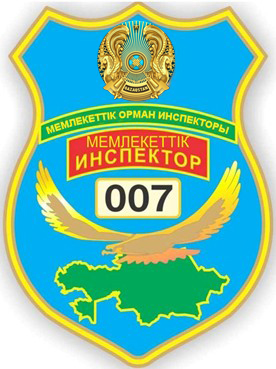 ҚАЗАҚСТАН
МЕМЛЕКЕТТІК ОРМАН ИНСПЕКТОРЫ
МЕМЛЕКЕТТІК
ИНСПЕКТОР
007